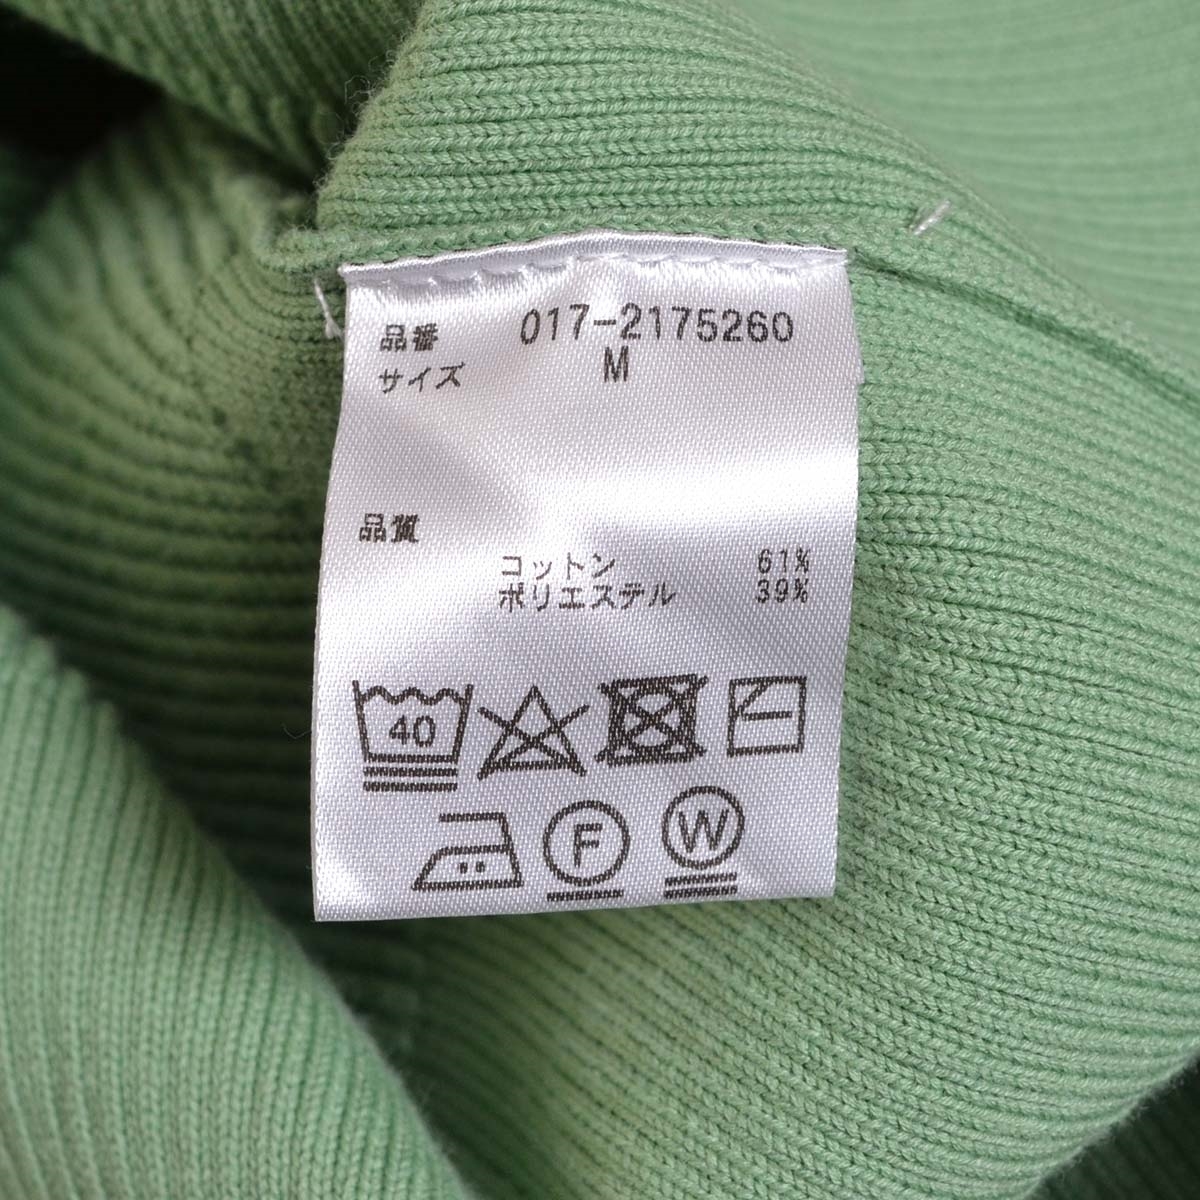 品番 017-2175260
サイズ M
品質
コットン 61%
ポリエステル 39%
40
F W